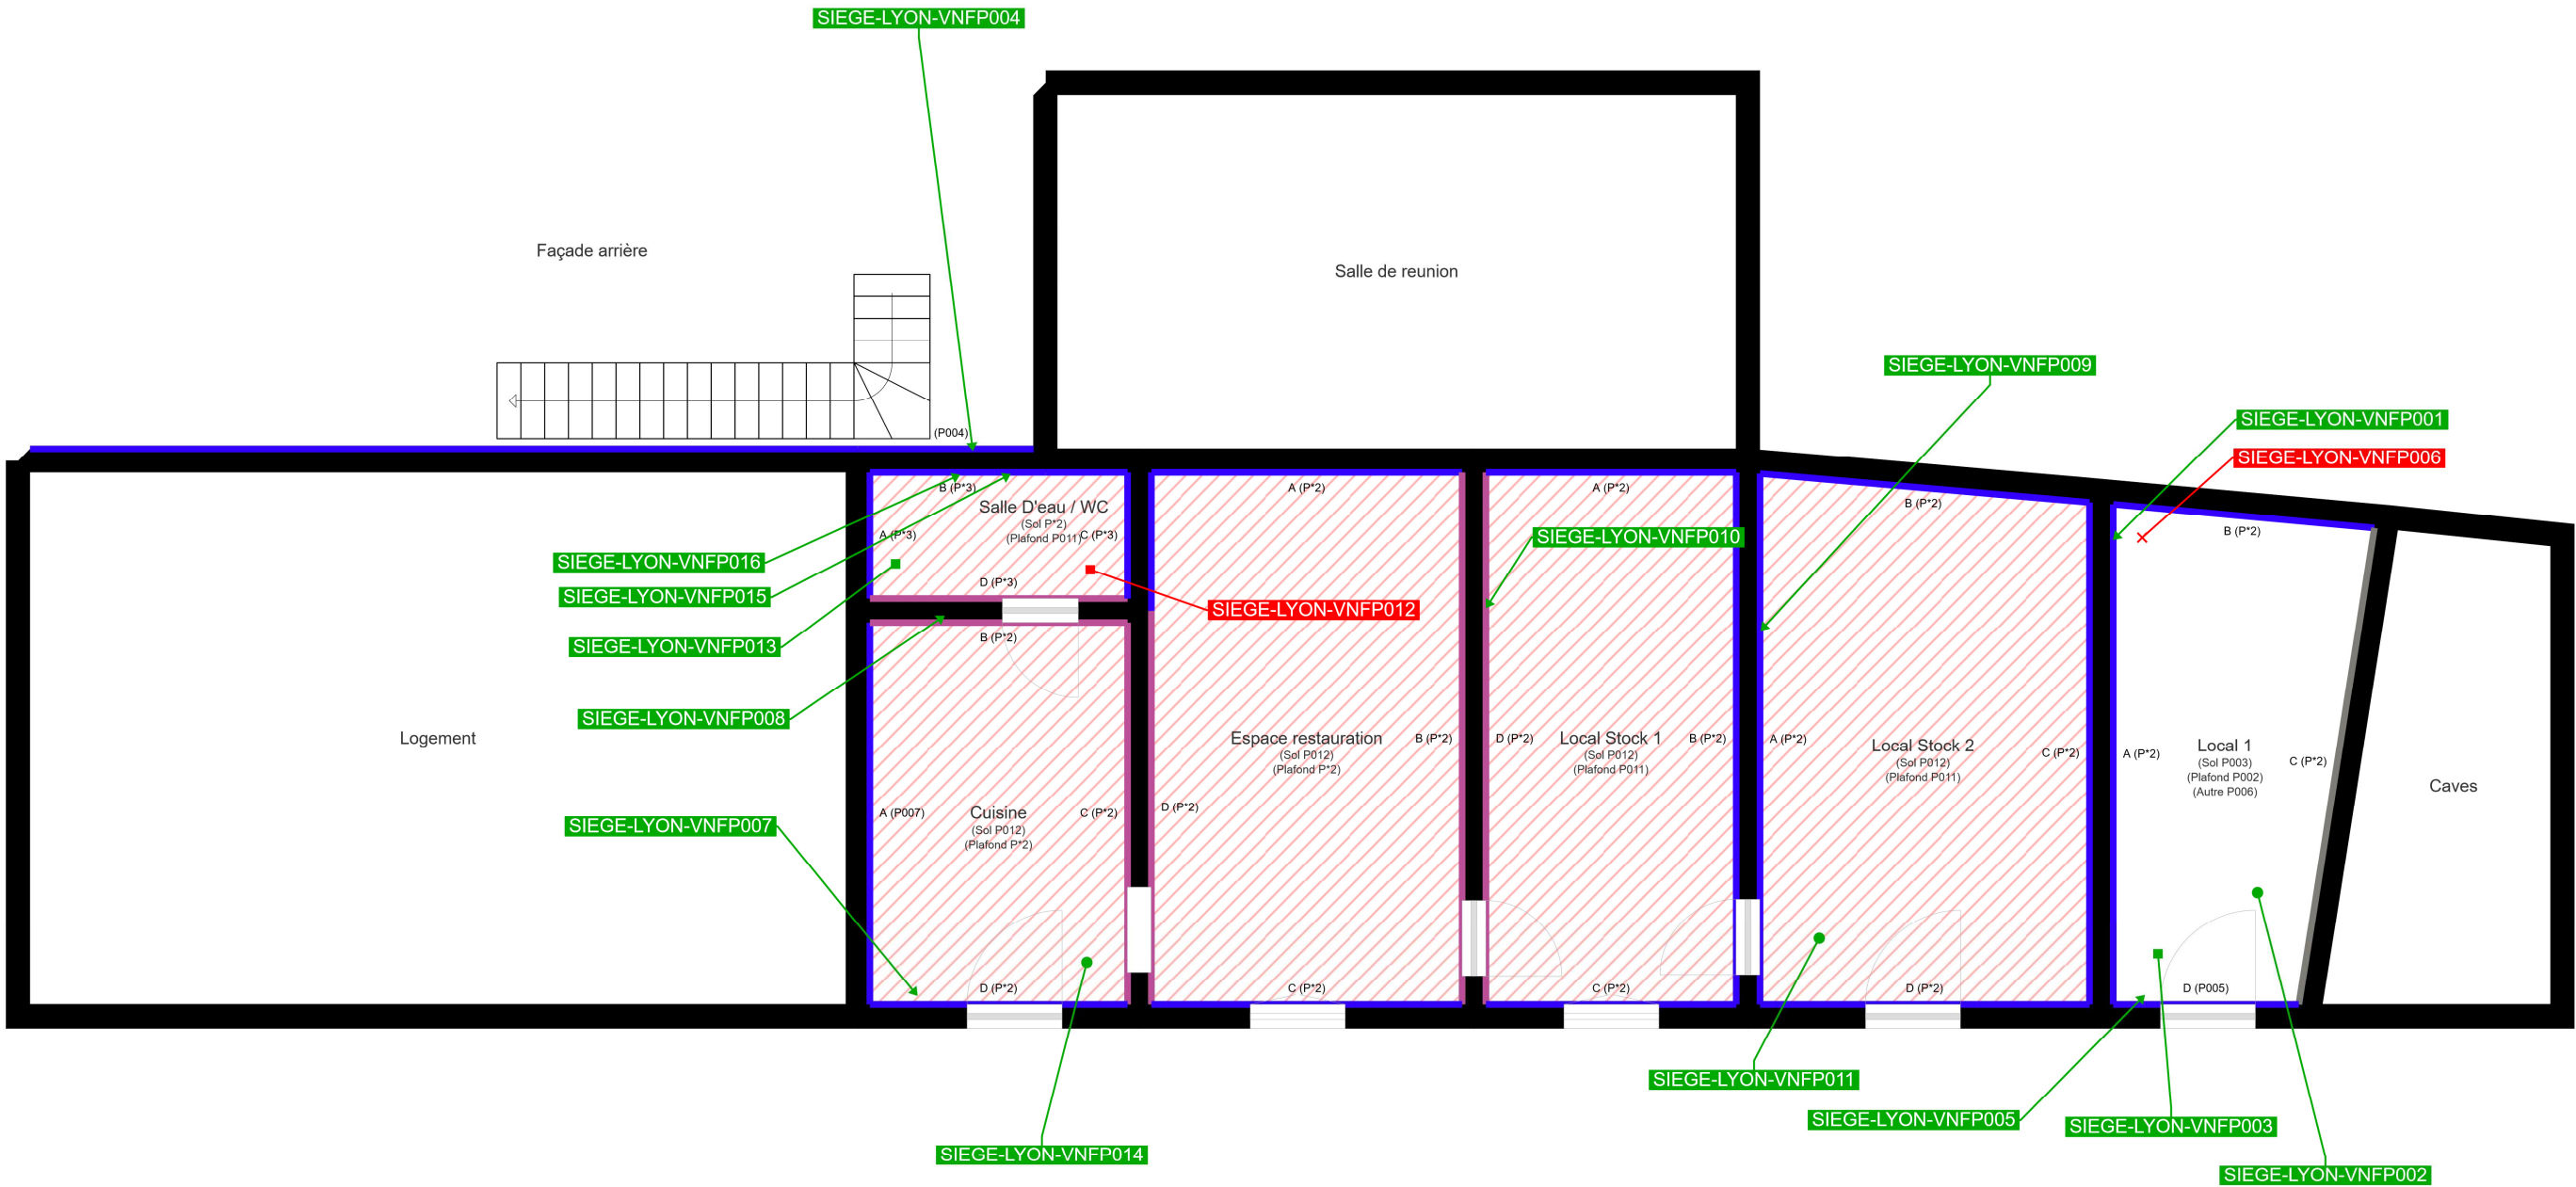 SIEGE-LYON-VNFP004
Façade arrière
Salle de reunion
SIEGE-LYON-VNFP009
SIEGE-LYON-VNFP001
(P004)
SIEGE-LYON-VNFP006
B (P*3)
Salle D'eau / WC
(Sol P*2)
(Plafond P011)
A (P*3)
C (P*3)
D (P*3)
A (P*2)
A (P*2)
B (P*2)
B (P*2)
SIEGE-LYON-VNFP010
SIEGE-LYON-VNFP016
SIEGE-LYON-VNFP015
SIEGE-LYON-VNFP012
SIEGE-LYON-VNFP013
B (P*2)
SIEGE-LYON-VNFP008
Logement
Espace restauration
(Sol P012)
(Plafond P*2)
B (P*2)
D (P*2)
D (P*2)
Local Stock 1
(Sol P012)
(Plafond P011)
B (P*2)
A (P*2)
Local Stock 2
(Sol P012)
(Plafond P011)
C (P*2)
A (P*2)
Local 1
(Sol P003)
(Plafond P002)
(Autre P006)
C (P*2)
Caves
SIEGE-LYON-VNFP007
A (P007)
Cuisine
(Sol P012)
(Plafond P*2)
C (P*2)
D (P*2)
C (P*2)
C (P*2)
D (P*2)
D (P005)
SIEGE-LYON-VNFP011
SIEGE-LYON-VNFP005
SIEGE-LYON-VNFP003
SIEGE-LYON-VNFP014
SIEGE-LYON-VNFP002